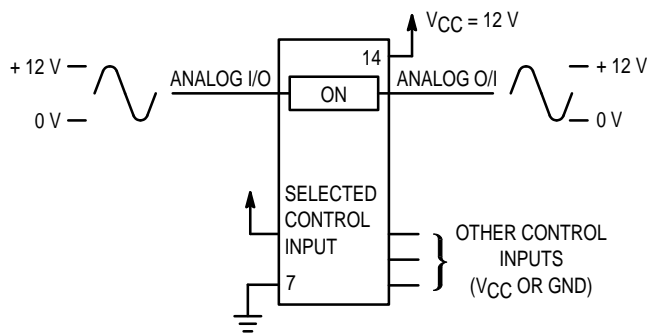 VCC = 12 V
14
+ 12 V
0 V
ANALOG I/O
ON
ANALOG O/I
+ 12 V
0 V
SELECTED
CONTROL
INPUT
7
OTHER CONTROL
INPUTS
(VCC OR GND)